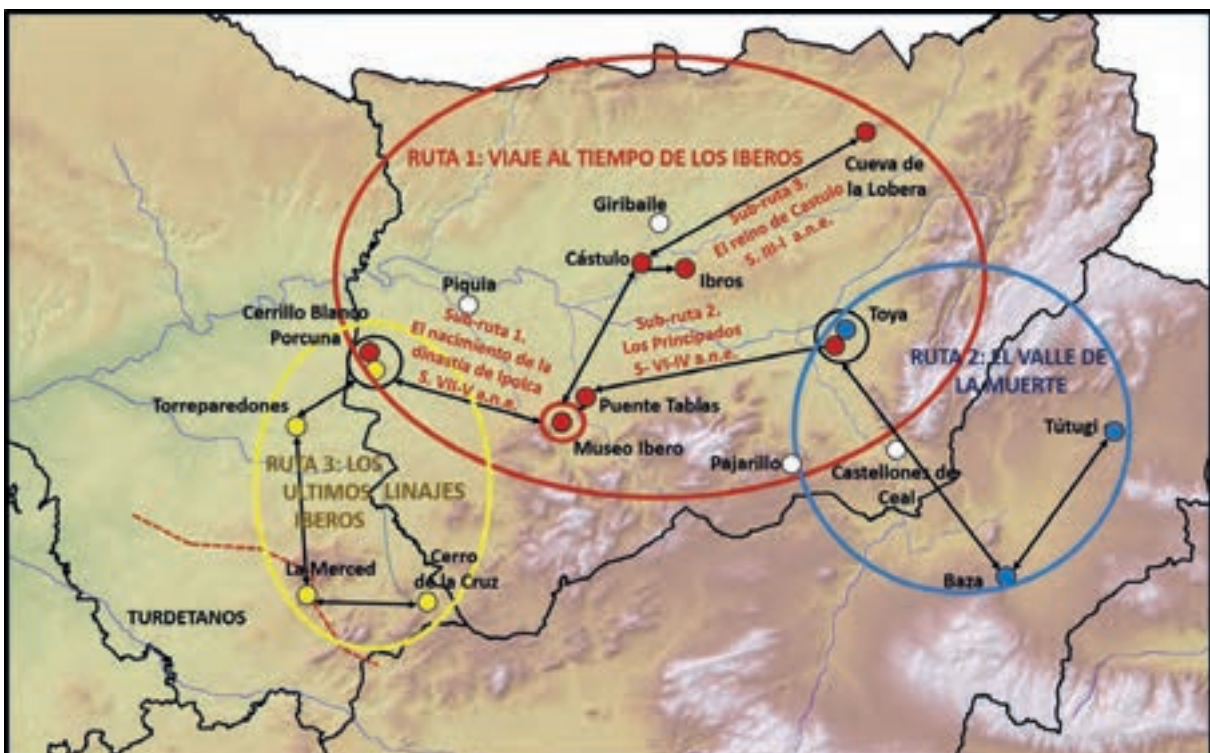 RUTA 1: VIAJE AL TIEMPO DE LOS IBEROS
Cueva de
la Lobera
Giribaile
Sub-ruta 3.
El reino de Castulo
S. III-I a.n.e.
Cástulo
Ibros
Piquia
Cerrillo Blanco
Porcuna
Sub-ruta 1.
El nacimiento de la
dinastía de Ipolca
S. VII-V a.n.e.
Sub-ruta 2.
Los Principados
S- VI-IV a.n.e.
Toya
RUTA 2: EL VALLE DE
LA MUERTE
Torreparedones
Puente Tablas
Museo Ibero
Tútugi
Pajarillo
Castellones de
Ceal
RUTA 3: LOS
ULTIMOS LINAJES
IBEROS
La Merced
Cerro
de la Cruz
Baza
TURDETANOS